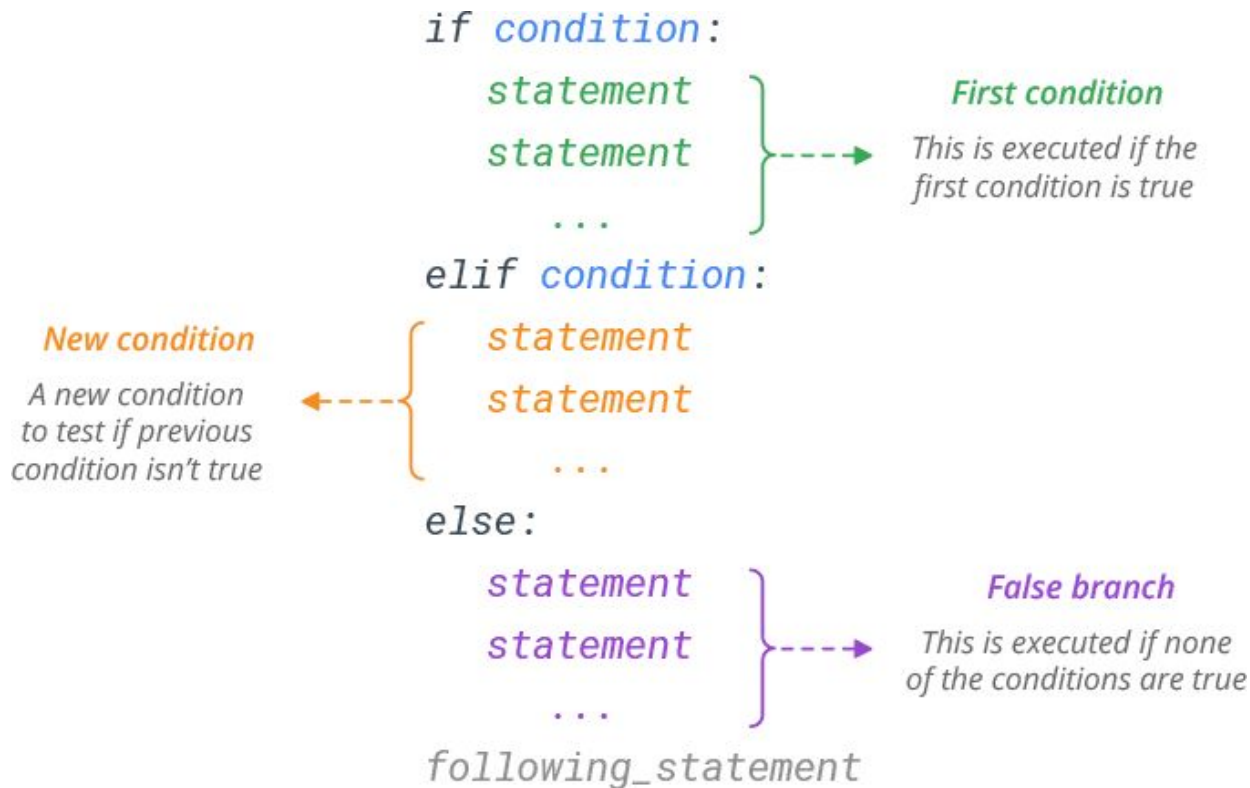 if condition:
statement
statement
...
First condition
This is executed if the
first condition is true
elif condition:
statement
statement
...
New condition
A new condition
to test if previous
condition isn't true
else:
statement
statement
...
False branch
This is executed if none
of the conditions are true
following_statement